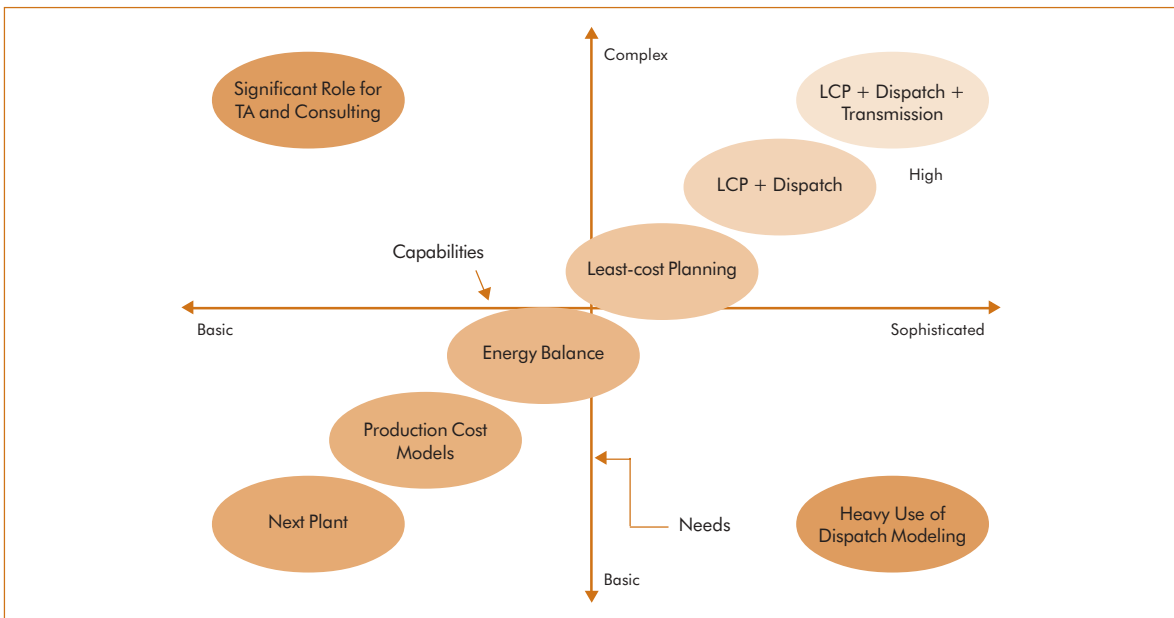 Complex
Significant Role for
TA and Consulting
LCP + Dispatch +
Transmission
High
LCP + Dispatch
Capabilities
Least-cost Planning
Basic
Sophisticated
Energy Balance
Production Cost
Models
Next Plant
Needs
Heavy Use of
Dispatch Modeling
Basic